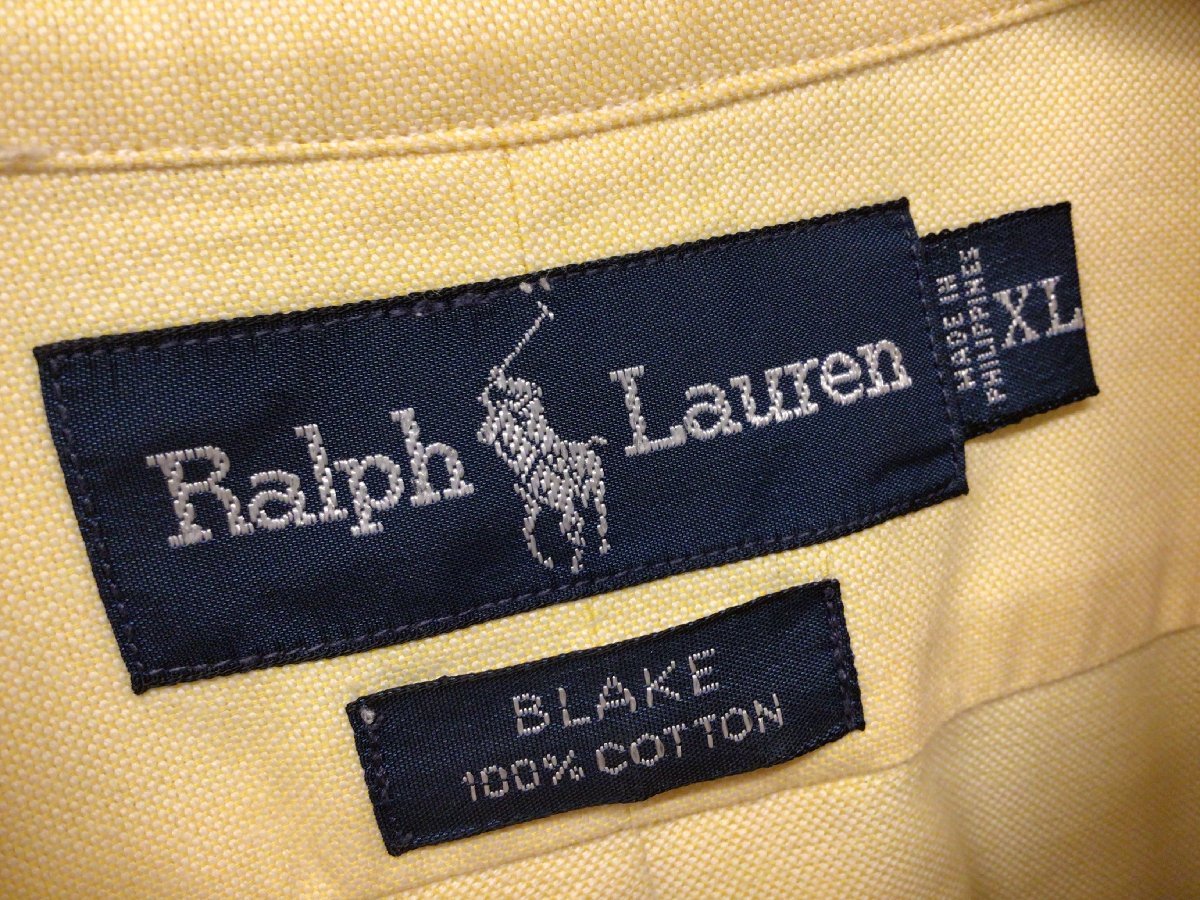 Ralph Lauren
MADE IN
PHILIPPINES
XL
BLAKE
100% COTTON